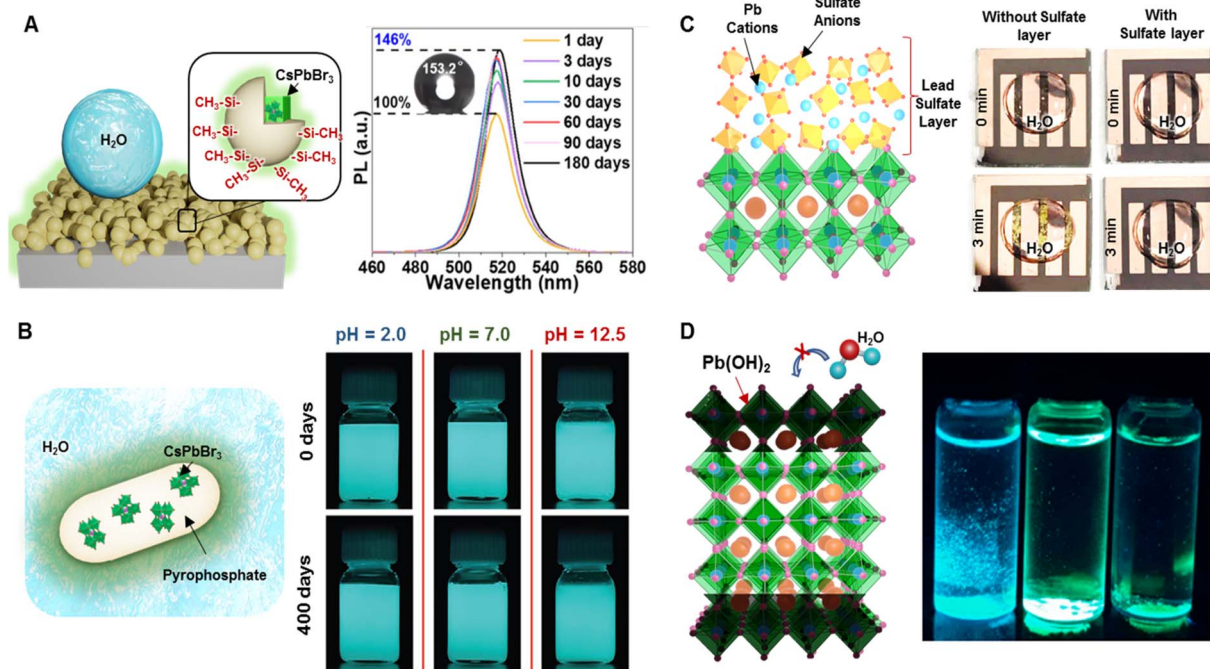 A
H₂O
CsPbBr₃
CH₃-Si-
CH₃-Si-
CH₃-Si-
CH₃-Si-
CH₃-Si-
-Si-CH₃
-Si-CH₃
-Si-CH₃
146%
100%
153.2°
1 day
3 days
10 days
30 days
60 days
90 days
180 days
PL (a.u.)
460 480 500 520 540 560 580
Wavelength (nm)
B
H₂O
CsPbBr₃
Pyrophosphate
pH = 2.0
pH = 7.0
pH = 12.5
0 days
400 days
C
Pb
Cations
Sulfate
Anions
Lead
Sulfate
Layer
Without Sulfate
layer
With
Sulfate layer
0 min
H₂O
0 min
H₂O
3 min
H₂O
3 min
H₂O
D
Pb(OH)₂
H₂O